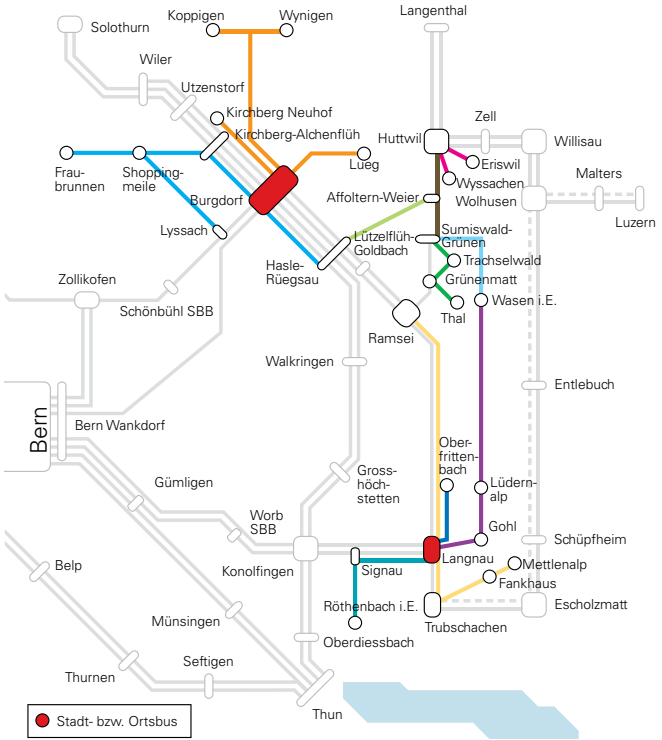 Koppigen
Wynigen
Langenthal
Solothurn
Wiler
Utzenstorf
Kirchberg Neuhof
Kirchberg-Alchenflüh
Zell
Huttwil
Willisau
Frau-
brunnen
Shopping-
meile
Lueg
Eriswil
Malters
Wyssachen
Affoltern-Weier
Wolhusen
Burgdorf
Luzern
Lyssach
Lützelflüh-
Goldbach
Sumiswald-
Grünen
Hasle-
Rüegsau
Trachselwald
Zollikofen
Grünenmatt
Schönbühl SBB
Wasen i.E.
Thal
Ramsei
Walkringen
Entlebuch
Bern
Bern Wankdorf
Ober-
fritten-
bach
Gross-
höch-
stetten
Gümligen
Lüdern-
alp
Worb
SBB
Gohl
Schüpfheim
Konolfingen
Langnau
Signau
Mettlenalp
Belp
Fankhaus
Röthenbach i.E.
Escholzmatt
Münsingen
Trubschachen
Oberdiessbach
Seftigen
Thurnen
Thun
Stadt- bzw. Ortsbus